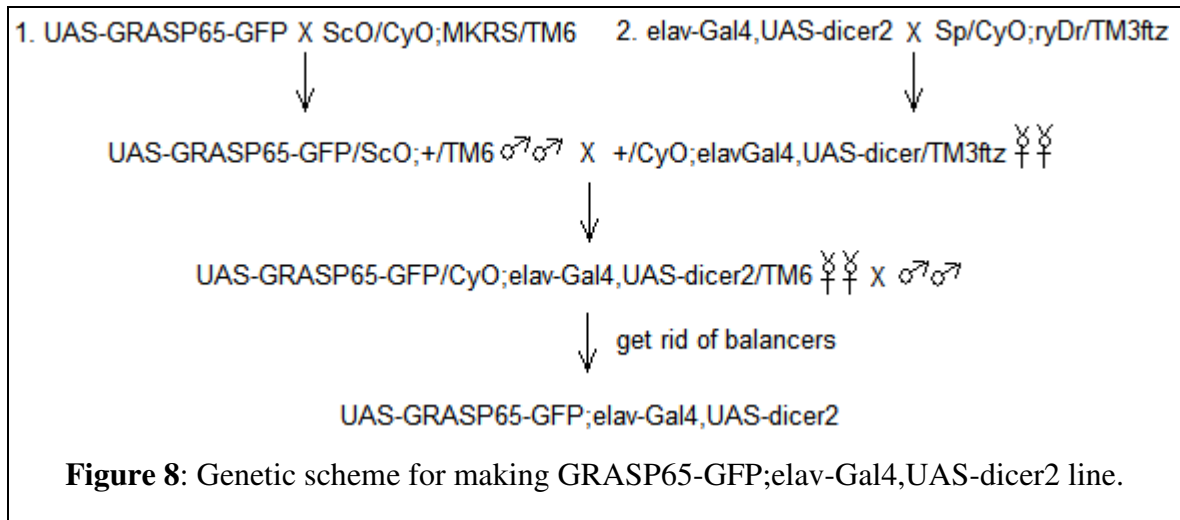 1. UAS-GRASP65-GFP X ScO/CyO;MKRS/TM6 2. elav-Gal4,UAS-dicer2 X Sp/CyO;ryDr/TM3ftz
UAS-GRASP65-GFP/ScO;+/TM6 ♂♂ X +/CyO;elavGal4,UAS-dicer/TM3ftz ☿☿
UAS-GRASP65-GFP/CyO;elav-Gal4,UAS-dicer2/TM6 ☿☿ X ♂♂
get rid of balancers
UAS-GRASP65-GFP;elav-Gal4,UAS-dicer2
Figure 8: Genetic scheme for making GRASP65-GFP;elav-Gal4,UAS-dicer2 line.